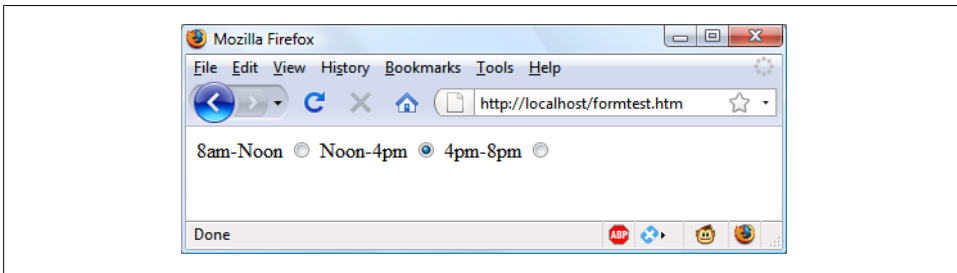 Mozilla Firefox
File Edit View History Bookmarks Tools Help
http://localhost/formtest.htm
8am-Noon Noon-4pm 4pm-8pm
Done ABP